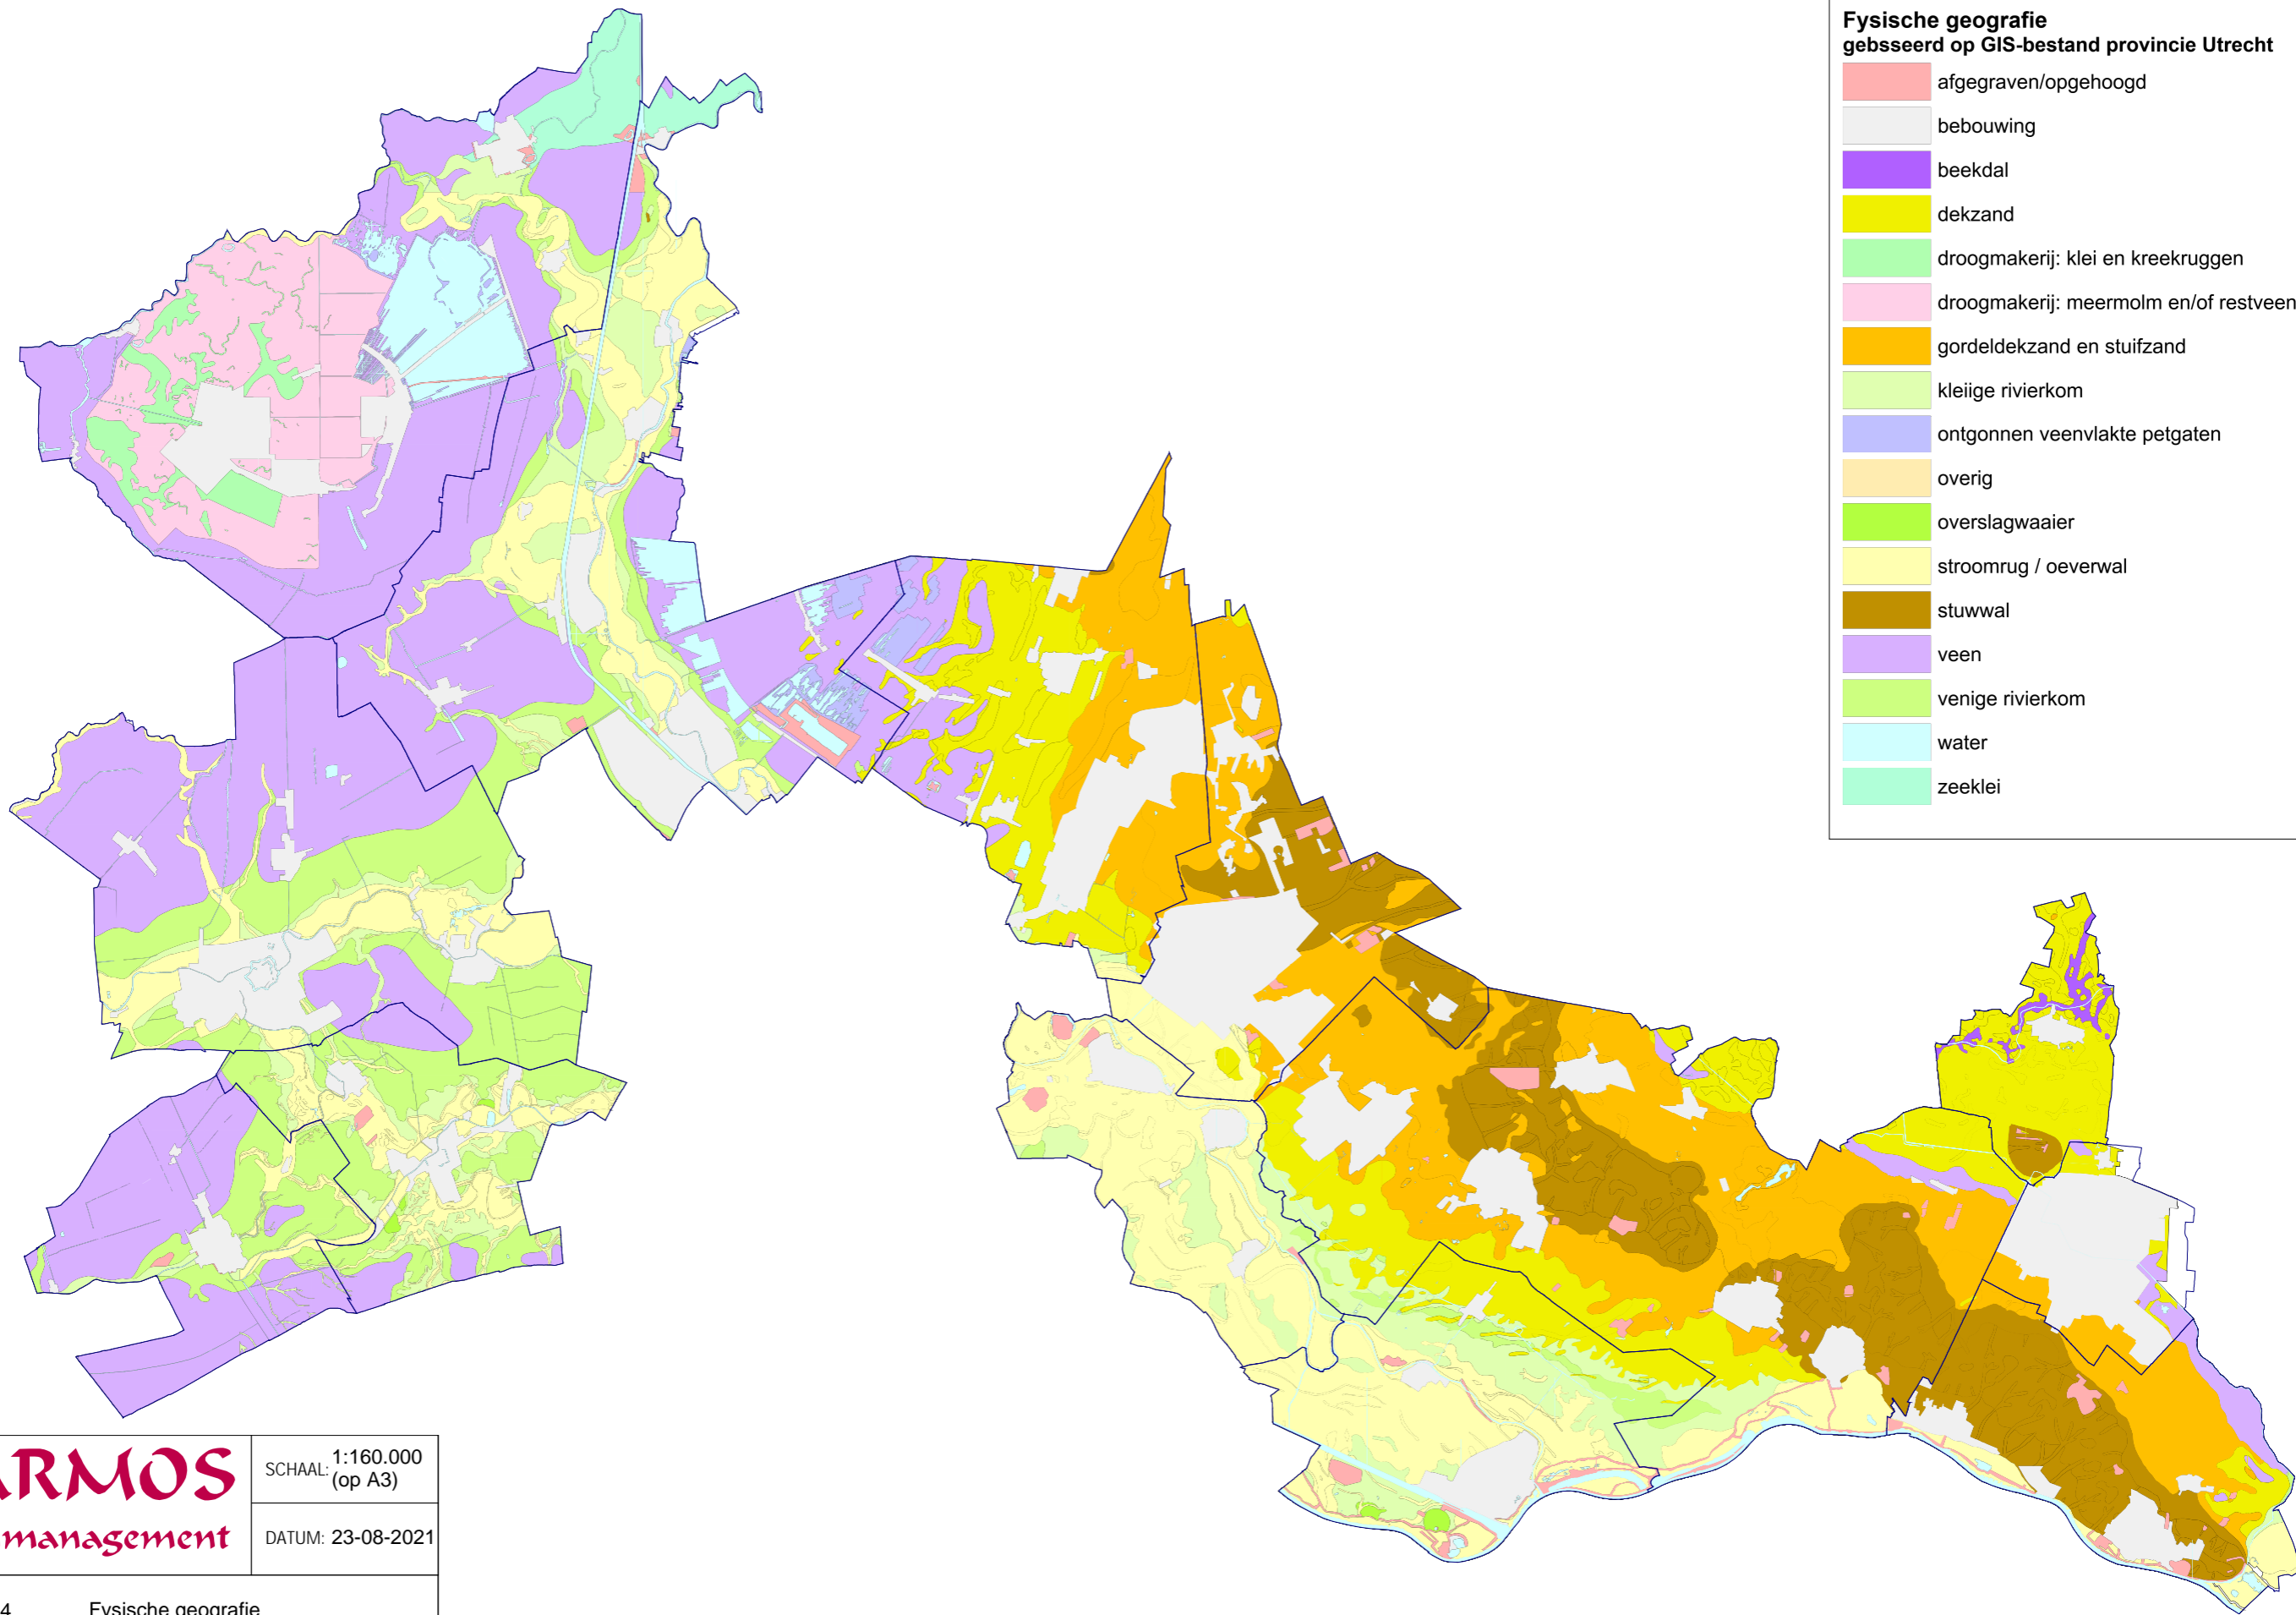 Fysische geografie
gebsseerd op GIS-bestand provincie Utrecht
afgegraven/opgehoogd
bebouwing
beekdal
dekzand
droogmakerij: klei en kreekruggen
droogmakerij: meermolm en/of restveen
gordeldekzand en stuifzand
kleiige rivierkom
ontgonnen veenvlakte petgaten
overig
overslagwaaier
stroomrug / oeverwal
stuwwal
veen
venige rivierkom
water
zeeklei
ARMOS
management
SCHAAL: 1:160.000
(op A3)
DATUM: 23-08-2021
4 Fysische geografie